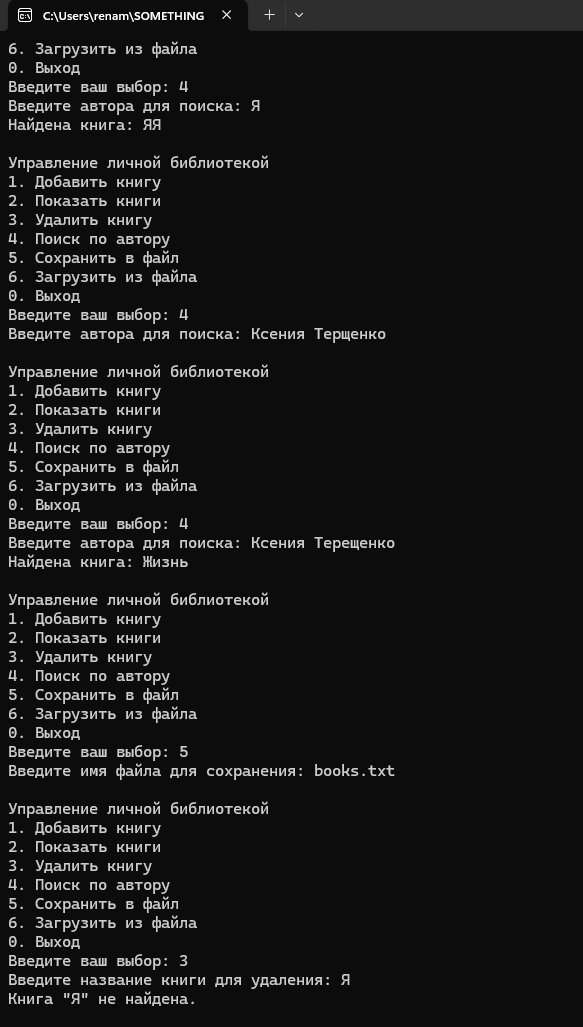 C:\Users\renam\SOMETHING
6. Загрузить из файла
0. Выход
Введите ваш выбор: 4
Введите автора для поиска: Я
Найдена книга: ЯЯ
Управление личной библиотекой
1. Добавить книгу
2. Показать книги
3. Удалить книгу
4. Поиск по автору
5. Сохранить в файл
6. Загрузить из файла
0. Выход
Введите ваш выбор: 4
Введите автора для поиска: Ксения Терщенко
Управление личной библиотекой
1. Добавить книгу
2. Показать книги
3. Удалить книгу
4. Поиск по автору
5. Сохранить в файл
6. Загрузить из файла
0. Выход
Введите ваш выбор: 4
Введите автора для поиска: Ксения Терещенко
Найдена книга: Жизнь
Управление личной библиотекой
1. Добавить книгу
2. Показать книги
3. Удалить книгу
4. Поиск по автору
5. Сохранить в файл
6. Загрузить из файла
0. Выход
Введите ваш выбор: 5
Введите имя файла для сохранения: books.txt
Управление личной библиотекой
1. Добавить книгу
2. Показать книги
3. Удалить книгу
4. Поиск по автору
5. Сохранить в файл
6. Загрузить из файла
0. Выход
Введите ваш выбор: 3
Введите название книги для удаления: Я
Книга "Я" не найдена.